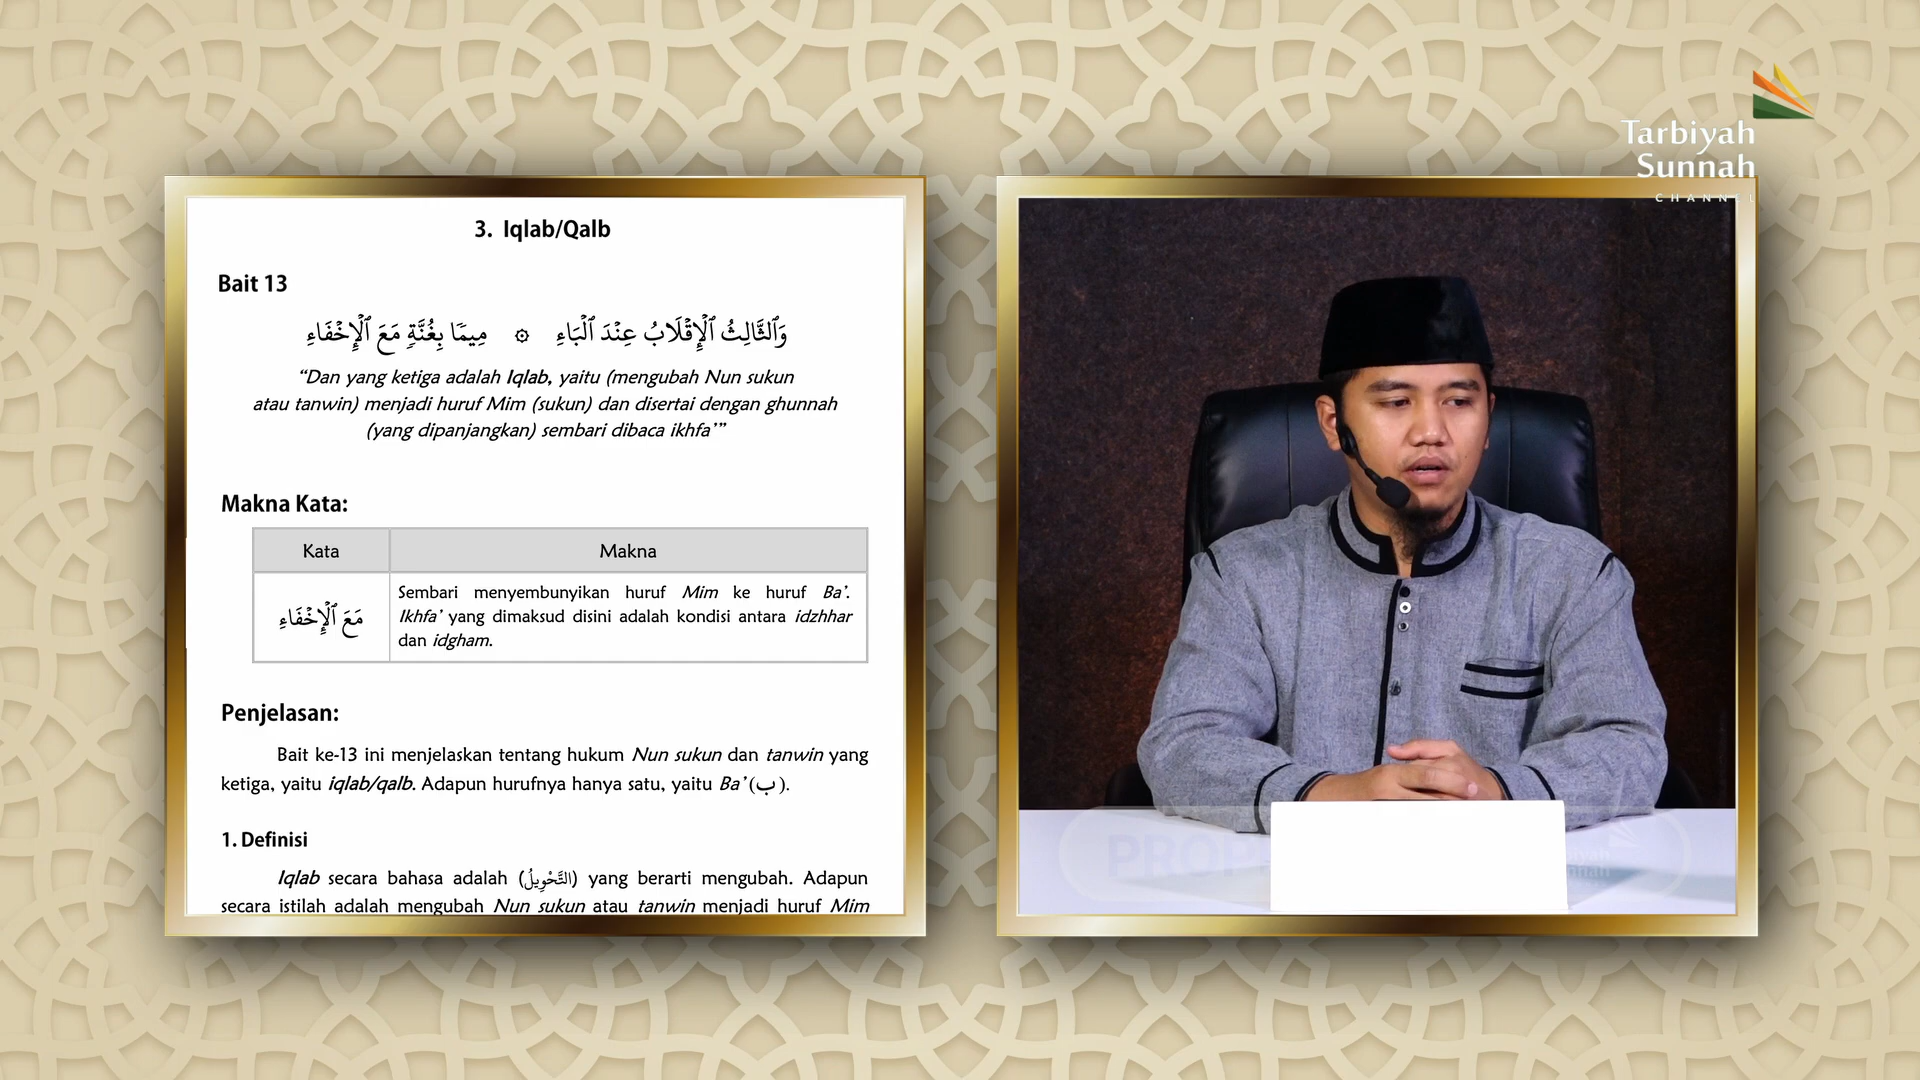 3. Iqlab/Qalb
Bait 13
وَٱلثَّالِثُ ٱلْإِقْلَابُ عِنْدَ ٱلْبَاءِ ۞ مِيمًا بِغُنَّةٍ مَعَ ٱلْإِخْفَاءِ
“Dan yang ketiga adalah Iqlab, yaitu (mengubah Nun sukun
atau tanwin) menjadi huruf Mim (sukun) dan disertai dengan ghunnah
(yang dipanjangkan) sembari dibaca ikhfa’”
Makna Kata:
Kata Makna
مَعَ ٱلْإِخْفَاءِ
Sembari menyembunyikan huruf Mim ke huruf Ba’.
Ikhfa’ yang dimaksud disini adalah kondisi antara idzhhar
dan idgham.
Penjelasan:
Bait ke-13 ini menjelaskan tentang hukum Nun sukun dan tanwin yang
ketiga, yaitu iqlab/qalb. Adapun hurufnya hanya satu, yaitu Ba’ (ب).
1. Definisi
Iqlab secara bahasa adalah (التَّحْوِيلُ) yang berarti mengubah. Adapun
secara istilah adalah mengubah Nun sukun atau tanwin menjadi huruf Mim
Tarbiyah
Sunnah
CHANNEL